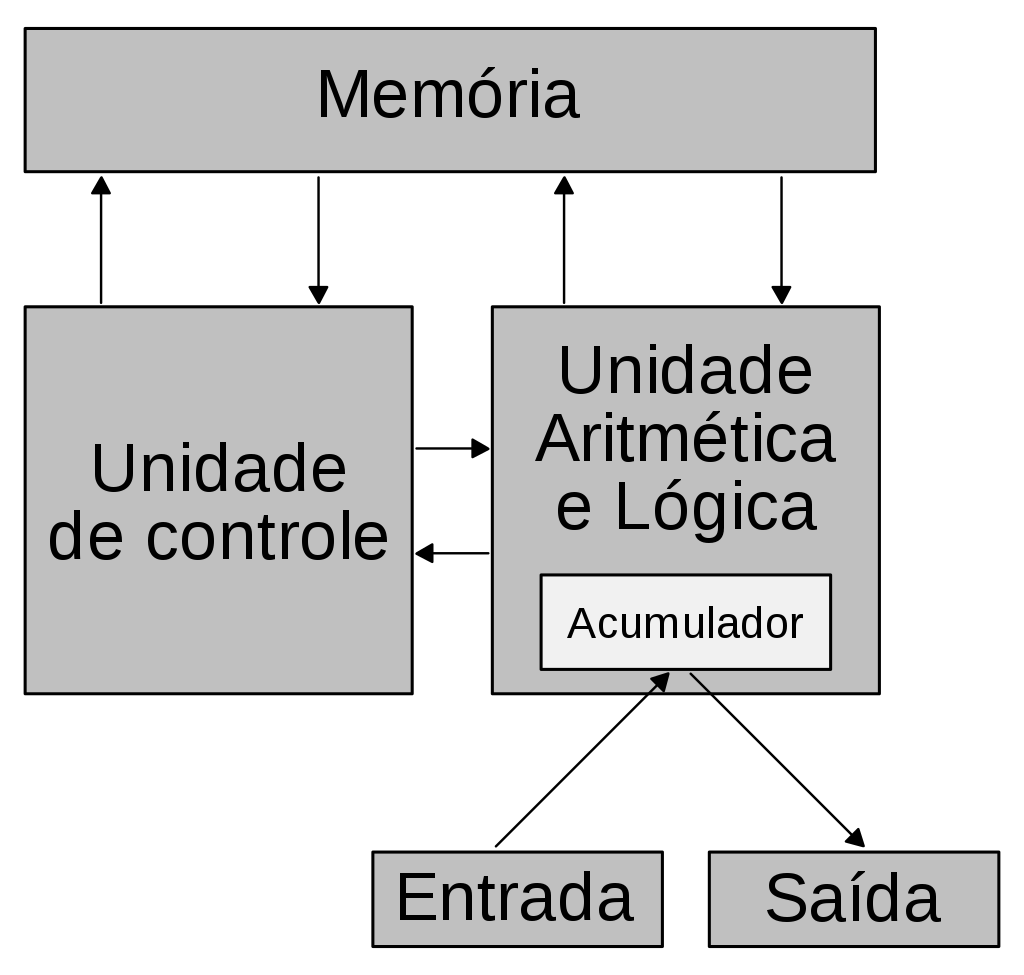 Memória
Unidade
de controle
Unidade
Aritmética
e Lógica
Acumulador
Entrada
Saída